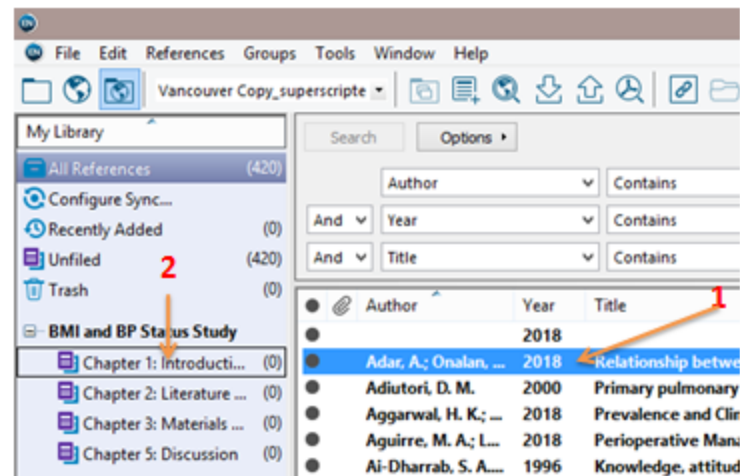 EN
EN File Edit References Groups Tools Window Help
Vancouver Copy_superscripte
My Library
All References (420)
Configure Sync...
Recently Added (0)
Unfiled (420)
Trash (0)
BMI and BP Status Study
Chapter 1: Introducti... (0)
Chapter 2: Literature ... (0)
Chapter 3: Materials ... (0)
Chapter 5: Discussion (0)
2
Search Options
Author Contains
And Year Contains
And Title Contains
Author Year Title
1
2018
Adar, A.; Onalan, ... 2018 Relationship betwe
Adiutori, D. M. 2000 Primary pulmonary
Aggarwal, H. K.; ... 2018 Prevalence and Clin
Aguirre, M. A.; L... 2018 Perioperative Mana
Ai-Dharrab, S. A.... 1996 Knowledge, attitud